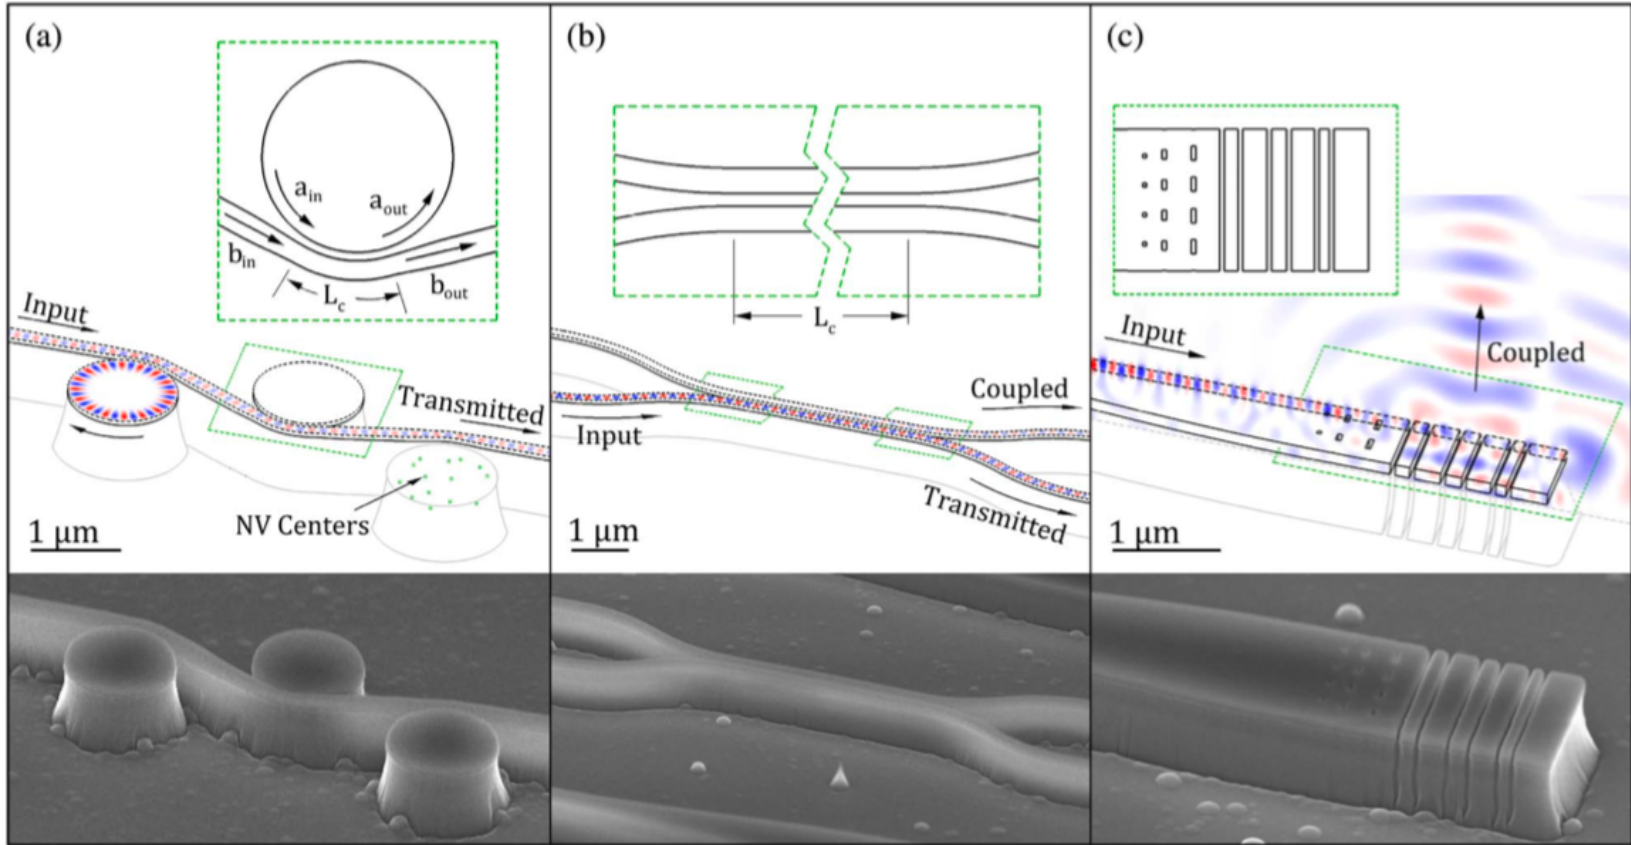 (a)
a_in
a_out
b_in
b_out
L_c
Input
Transmitted
NV Centers
1 μm
(b)
L_c
Coupled
Input
Transmitted
1 μm
(c)
Input
Coupled
1 μm